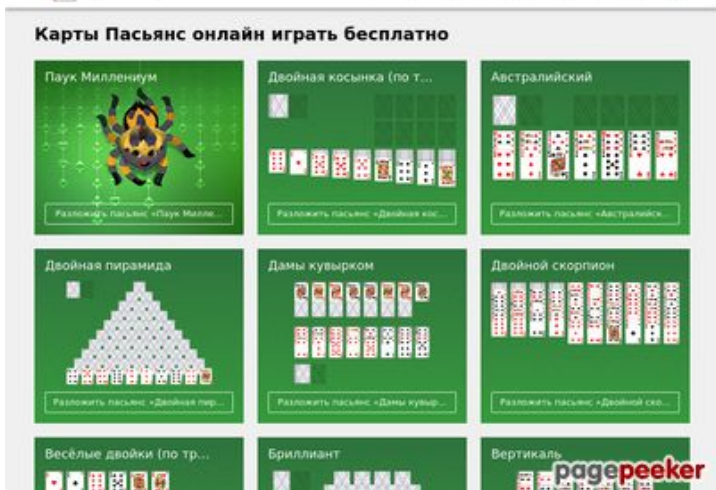 Карты Пасьянс онлайн играть бесплатно
Паук Миллениум
Двойная косынка (по т...
Австралийский
Разложить пасьянс «Паук Милле...
Разложить пасьянс «Двойная кос...
Разложить пасьянс «Австралийск...
Двойная пирамида
Дамы кувырком
Двойной скорпион
Разложить пасьянс «Двойная пир...
Разложить пасьянс «Дамы кувыр...
Разложить пасьянс «Двойной ско...
Весёлые двойки (по тр...
Бриллиант
Вертикаль
pagepeeker